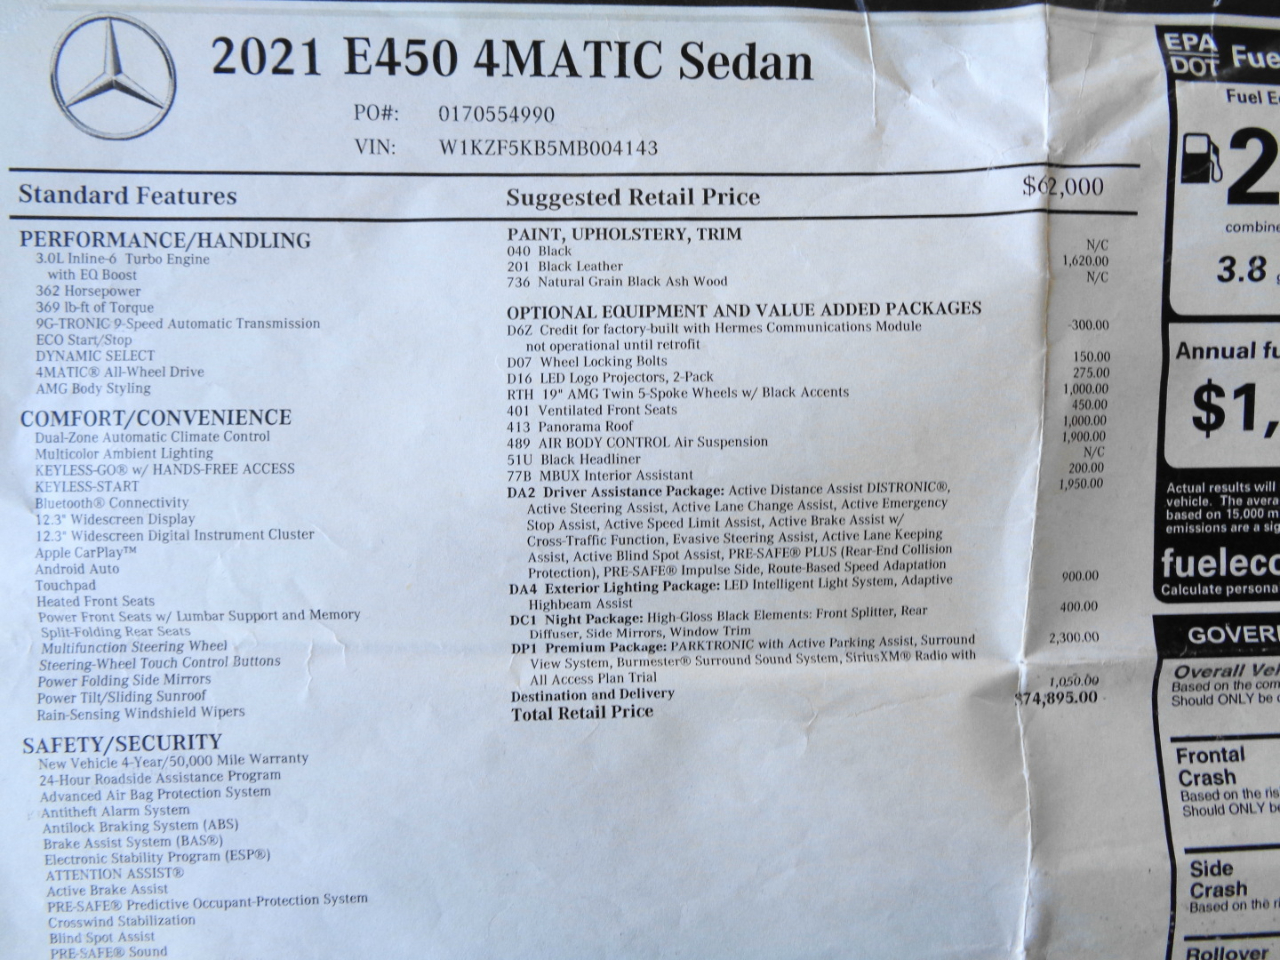 2021 E450 4MATIC Sedan
PO#: 0170554990
VIN: W1KZF5KB5MB004143
Standard Features
PERFORMANCE/HANDLING
3.0L Inline-6 Turbo Engine
with EQ Boost
362 Horsepower
369 lb-ft of Torque
9G-TRONIC 9-Speed Automatic Transmission
ECO Start/Stop
DYNAMIC SELECT
4MATIC® All-Wheel Drive
AMG Body Styling
COMFORT/CONVENIENCE
Dual-Zone Automatic Climate Control
Multicolor Ambient Lighting
KEYLESS-GO® w/ HANDS-FREE ACCESS
KEYLESS-START
Bluetooth® Connectivity
12.3" Widescreen Display
12.3" Widescreen Digital Instrument Cluster
Apple CarPlay™
Android Auto
Touchpad
Heated Front Seats
Power Front Seats w/ Lumbar Support and Memory
Split-Folding Rear Seats
Multifunction Steering Wheel
Steering-Wheel Touch Control Buttons
Power Folding Side Mirrors
Power Tilt/Sliding Sunroof
Rain-Sensing Windshield Wipers
SAFETY/SECURITY
New Vehicle 4-Year/50,000 Mile Warranty
24-Hour Roadside Assistance Program
Advanced Air Bag Protection System
Antitheft Alarm System
Antilock Braking System (ABS)
Brake Assist System (BAS®)
Electronic Stability Program (ESP®)
ATTENTION ASSIST®
Active Brake Assist
PRE-SAFE® Predictive Occupant-Protection System
Crosswind Stabilization
Blind Spot Assist
PRE-SAFE® Sound
Suggested Retail Price $62,000
PAINT, UPHOLSTERY, TRIM
040 Black N/C
201 Black Leather 1,620.00
736 Natural Grain Black Ash Wood N/C
OPTIONAL EQUIPMENT AND VALUE ADDED PACKAGES
D6Z Credit for factory-built with Hermes Communications Module -300.00
not operational until retrofit
D07 Wheel Locking Bolts 150.00
D16 LED Logo Projectors, 2-Pack 275.00
RTH 19" AMG Twin 5-Spoke Wheels w/ Black Accents 1,000.00
401 Ventilated Front Seats 450.00
413 Panorama Roof 1,000.00
489 AIR BODY CONTROL Air Suspension 1,900.00
51U Black Headliner N/C
77B MBUX Interior Assistant 200.00
DA2 Driver Assistance Package: Active Distance Assist DISTRONIC®, 1,950.00
Active Steering Assist, Active Lane Change Assist, Active Emergency
Stop Assist, Active Speed Limit Assist, Active Brake Assist w/
Cross-Traffic Function, Evasive Steering Assist, Active Lane Keeping
Assist, Active Blind Spot Assist, PRE-SAFE® PLUS (Rear-End Collision
Protection), PRE-SAFE® Impulse Side, Route-Based Speed Adaptation
DA4 Exterior Lighting Package: LED Intelligent Light System, Adaptive 900.00
Highbeam Assist
DC1 Night Package: High-Gloss Black Elements: Front Splitter, Rear 400.00
Diffuser, Side Mirrors, Window Trim
DP1 Premium Package: PARKTRONIC with Active Parking Assist, Surround 2,300.00
View System, Burmester® Surround Sound System, SiriusXM® Radio with
All Access Plan Trial
Destination and Delivery 1,050.00
Total Retail Price $74,895.00
EPA
DOT Fue
Fuel E
2
combine
3.8
Annual fu
$1,
Actual results will
vehicle. The avera
based on 15,000 m
emissions are a sig
fueleco
Calculate persona
GOVER
Overall Veh
Based on the com
Should ONLY be c
Frontal
Crash
Based on the ris
Should ONLY be
Side
Crash
Based on the ri
Rollover